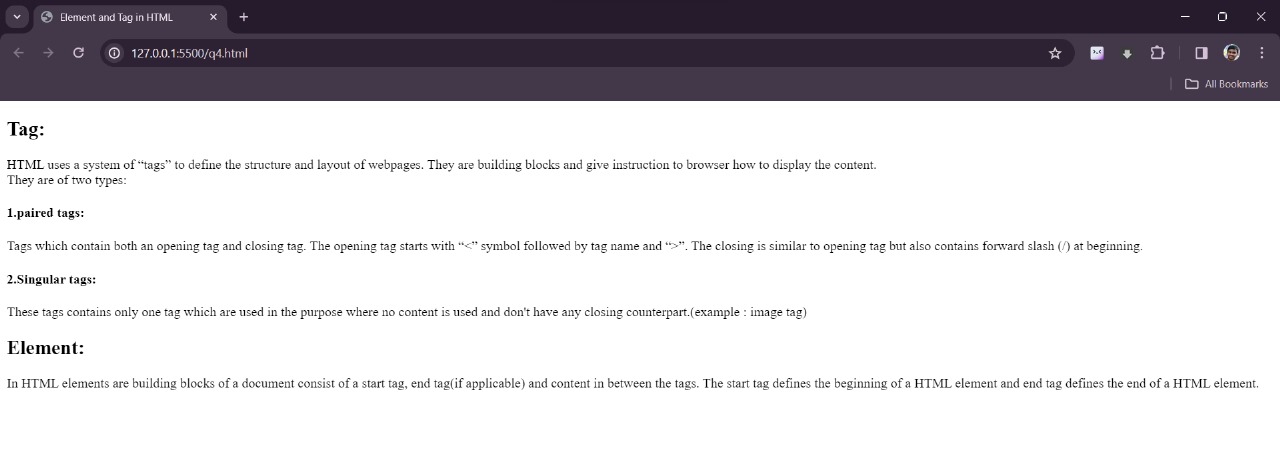 Element and Tag in HTML
127.0.0.1:5500/q4.html
All Bookmarks
Tag:
HTML uses a system of “tags” to define the structure and layout of webpages. They are building blocks and give instruction to browser how to display the content.
They are of two types:
1.paired tags:
Tags which contain both an opening tag and closing tag. The opening tag starts with “<” symbol followed by tag name and “>”. The closing is similar to opening tag but also contains forward slash (/) at beginning.
2.Singular tags:
These tags contains only one tag which are used in the purpose where no content is used and don't have any closing counterpart.(example : image tag)
Element:
In HTML elements are building blocks of a document consist of a start tag, end tag(if applicable) and content in between the tags. The start tag defines the beginning of a HTML element and end tag defines the end of a HTML element.